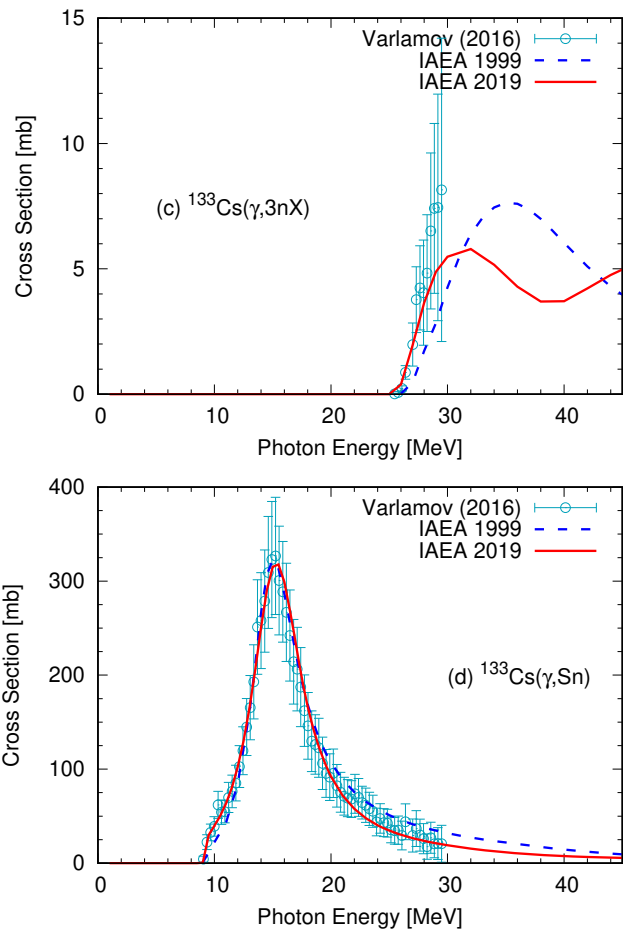 15
10
5
0
0
10
20
30
40
Cross Section [mb]
Photon Energy [MeV]
Varlamov (2016)
IAEA 1999
IAEA 2019
(c) ¹³³Cs(γ,3nX)
400
300
200
100
0
0
10
20
30
40
Cross Section [mb]
Photon Energy [MeV]
Varlamov (2016)
IAEA 1999
IAEA 2019
(d) ¹³³Cs(γ,Sn)